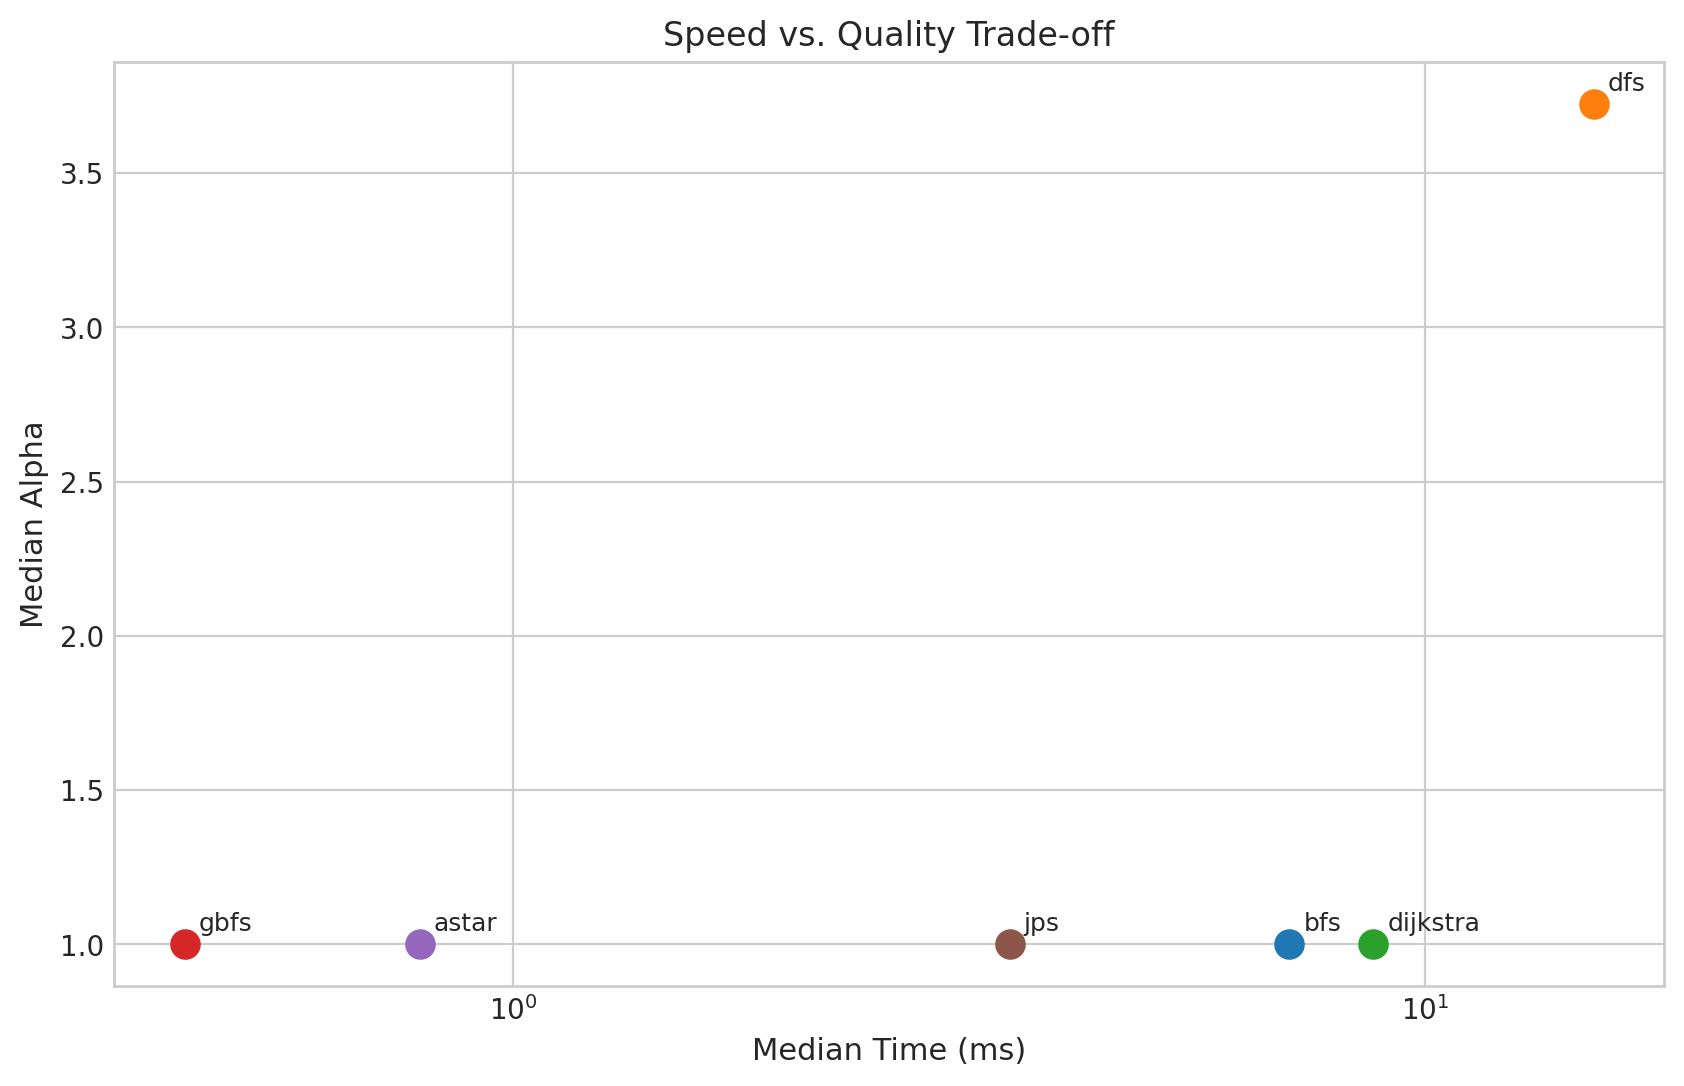 Speed vs. Quality Trade-off
dfs
3.5
3.0
Median Alpha
2.5
2.0
1.5
gbfs
astar
jps
bfs
dijkstra
1.0
10⁰
10¹
Median Time (ms)